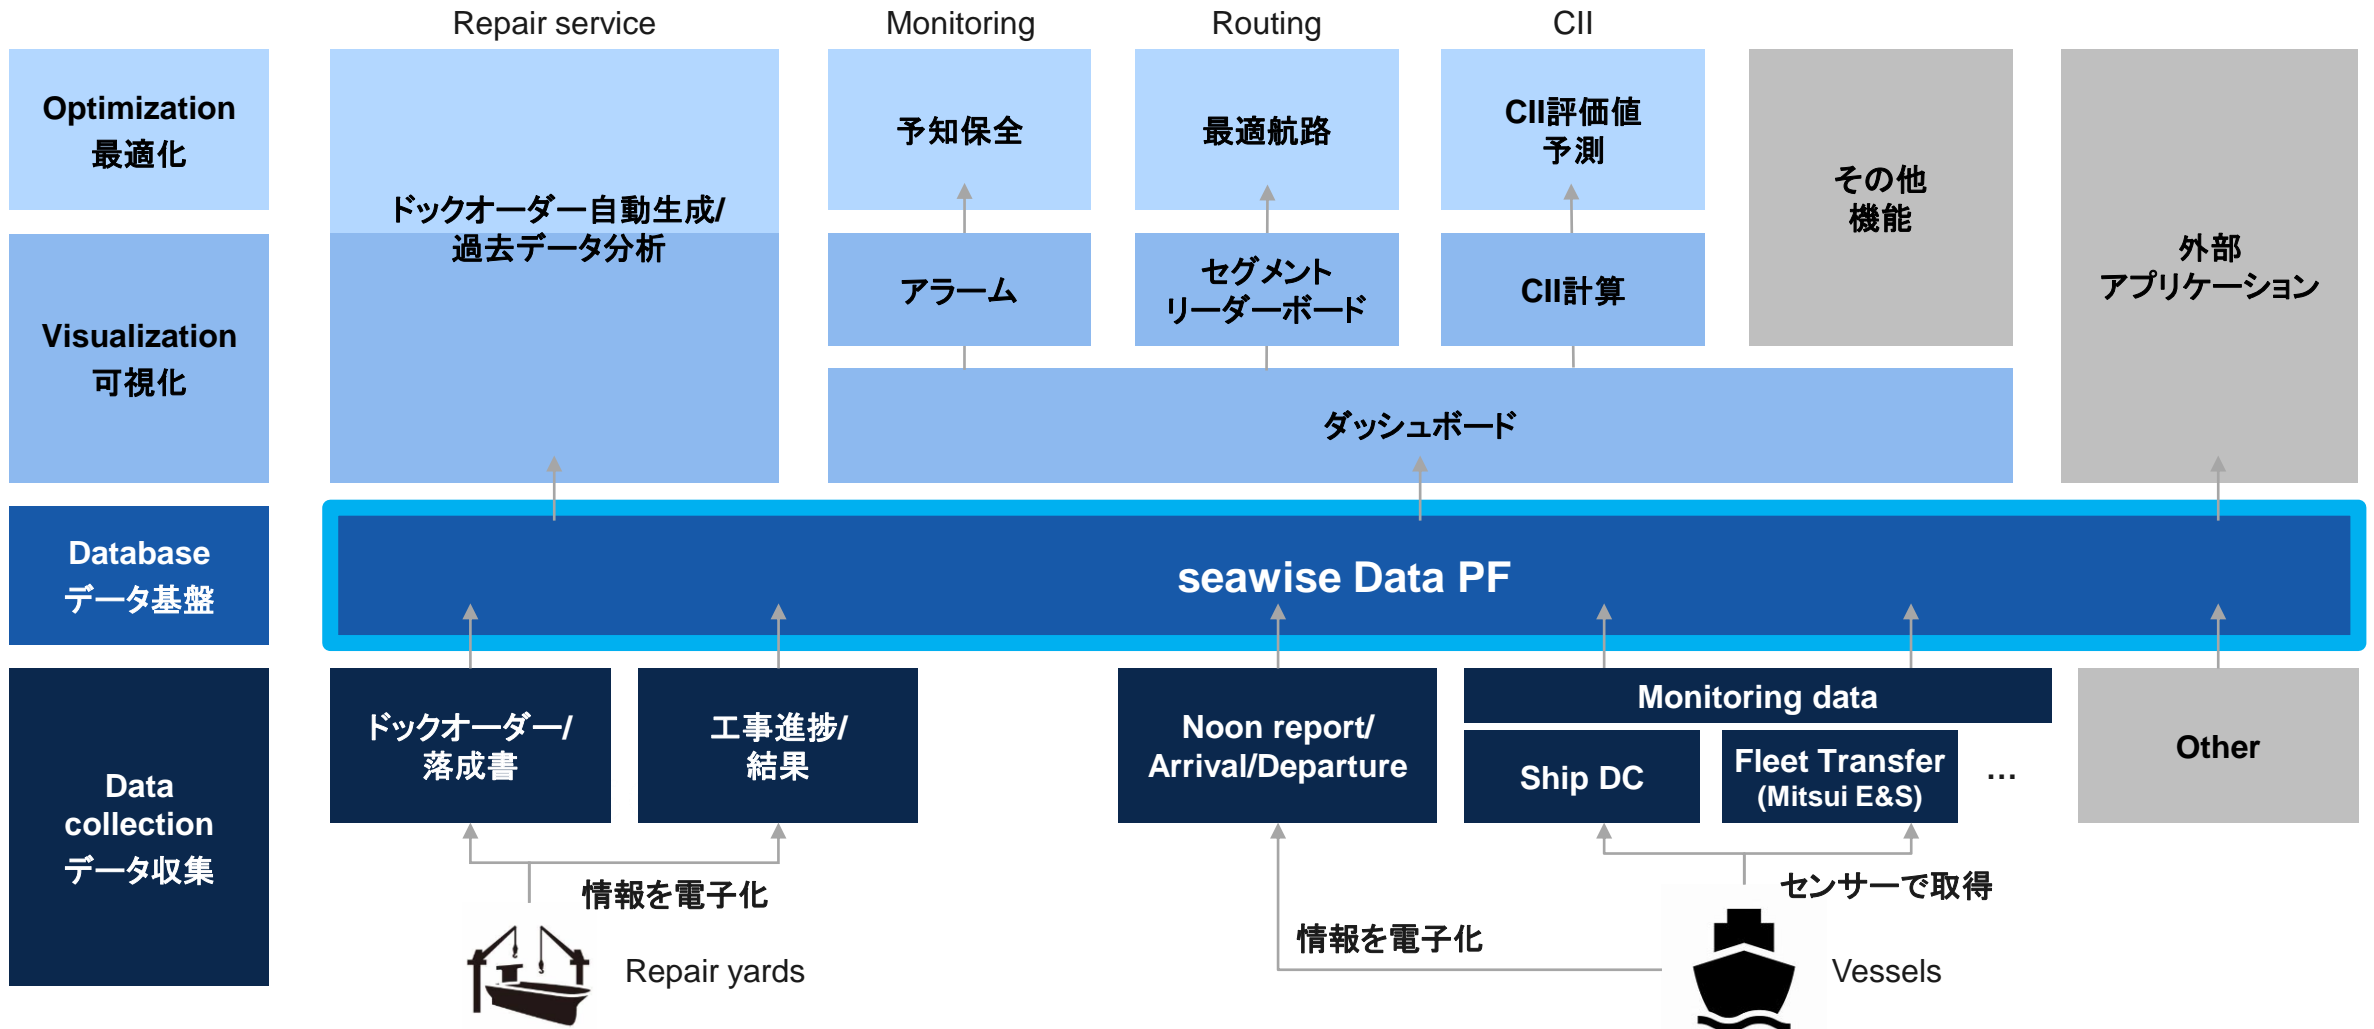 Repair service
Monitoring
Routing
CII
Optimization
最適化
ドックオーダー自動生成/
過去データ分析
予知保全
最適航路
CII評価値
予測
その他
機能
外部
アプリケーション
Visualization
可視化
アラーム
セグメント
リーダーボード
CII計算
ダッシュボード
Database
データ基盤
seawise Data PF
Data
collection
データ収集
ドックオーダー/
落成書
工事進捗/
結果
Noon report/
Arrival/Departure
Monitoring data
Ship DC
Fleet Transfer
(Mitsui E&S)
…
Other
情報を電子化
Repair yards
情報を電子化
センサーで取得
Vessels